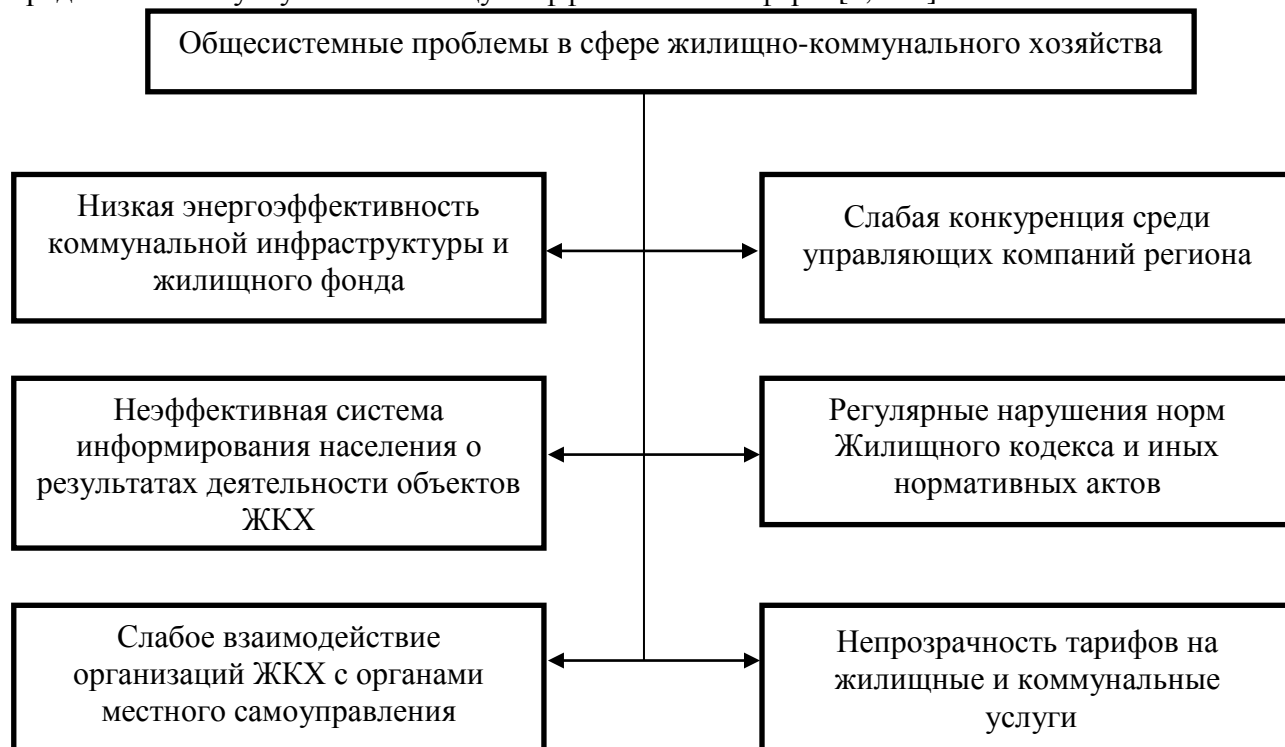 Общесистемные проблемы в сфере жилищно-коммунального хозяйства
Низкая энергоэффективность
коммунальной инфраструктуры и
жилищного фонда
Слабая конкуренция среди
управляющих компаний региона
Неэффективная система
информирования населения о
результатах деятельности объектов
ЖКХ
Регулярные нарушения норм
Жилищного кодекса и иных
нормативных актов
Слабое взаимодействие
организаций ЖКХ с органами
местного самоуправления
Непрозрачность тарифов на
жилищные и коммунальные
услуги